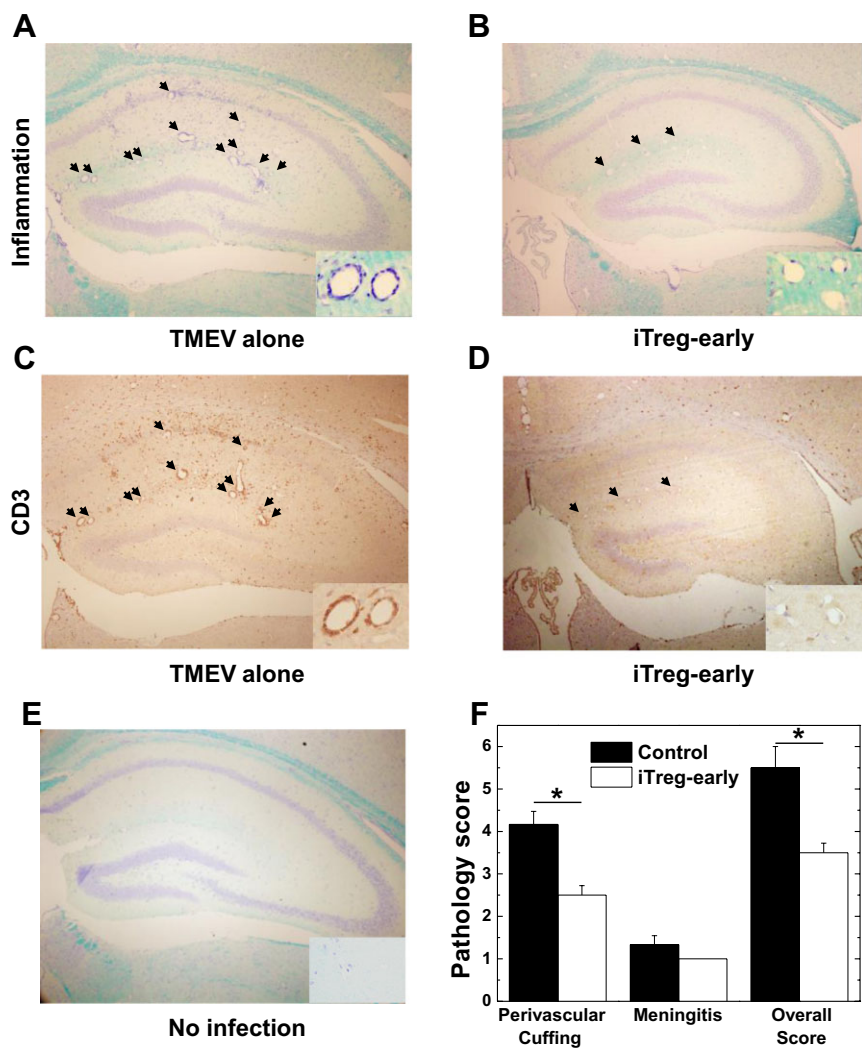 A
B
Inflammation
TMEV alone
iTreg-early
C
D
CD3
TMEV alone
iTreg-early
E
No infection
F
Pathology score
6
5
4
3
2
1
0
Control
iTreg-early
*
*
Perivascular
Cuffing
Meningitis
Overall
Score